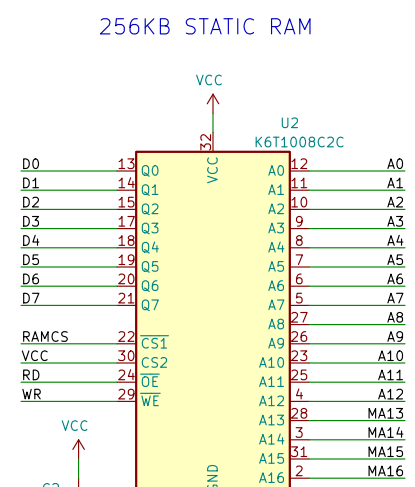 256KB STATIC RAM
VCC
U2
K6T1008C2C
32
VCC
D0 13 Q0 A0 12 A0
D1 14 Q1 A1 11 A1
D2 15 Q2 A2 10 A2
D3 17 Q3 A3 9 A3
D4 18 Q4 A4 8 A4
D5 19 Q5 A5 7 A5
D6 20 Q6 A6 6 A6
D7 21 Q7 A7 5 A7
A8 27 A8
RAMCS 22 CS1 A9 26 A9
VCC 30 CS2 A10 23 A10
RD 24 OE A11 25 A11
WR 29 WE A12 4 A12
A13 28 MA13
VCC A14 3 MA14
A15 31 MA15
GND A16 2 MA16